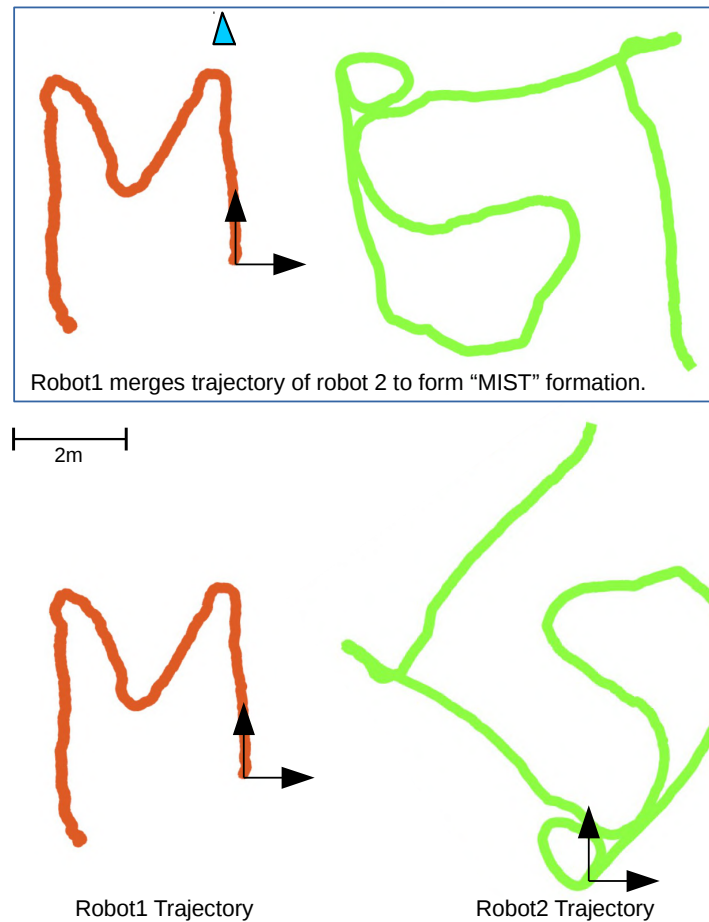 Robot1 merges trajectory of robot 2 to form “MIST” formation.
2m
Robot1 Trajectory
Robot2 Trajectory